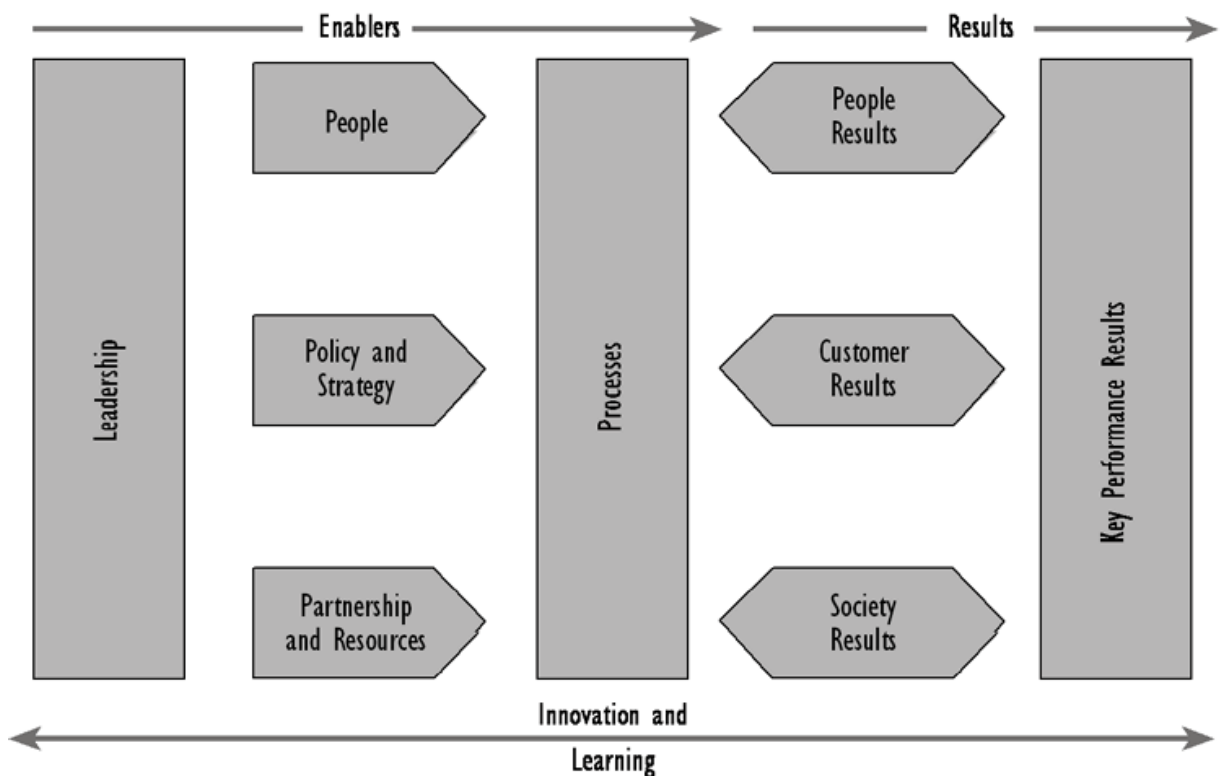 Enablers
Results
Leadership
People
Policy and
Strategy
Partnership
and Resources
Processes
People
Results
Customer
Results
Society
Results
Key Performance Results
Innovation and
Learning